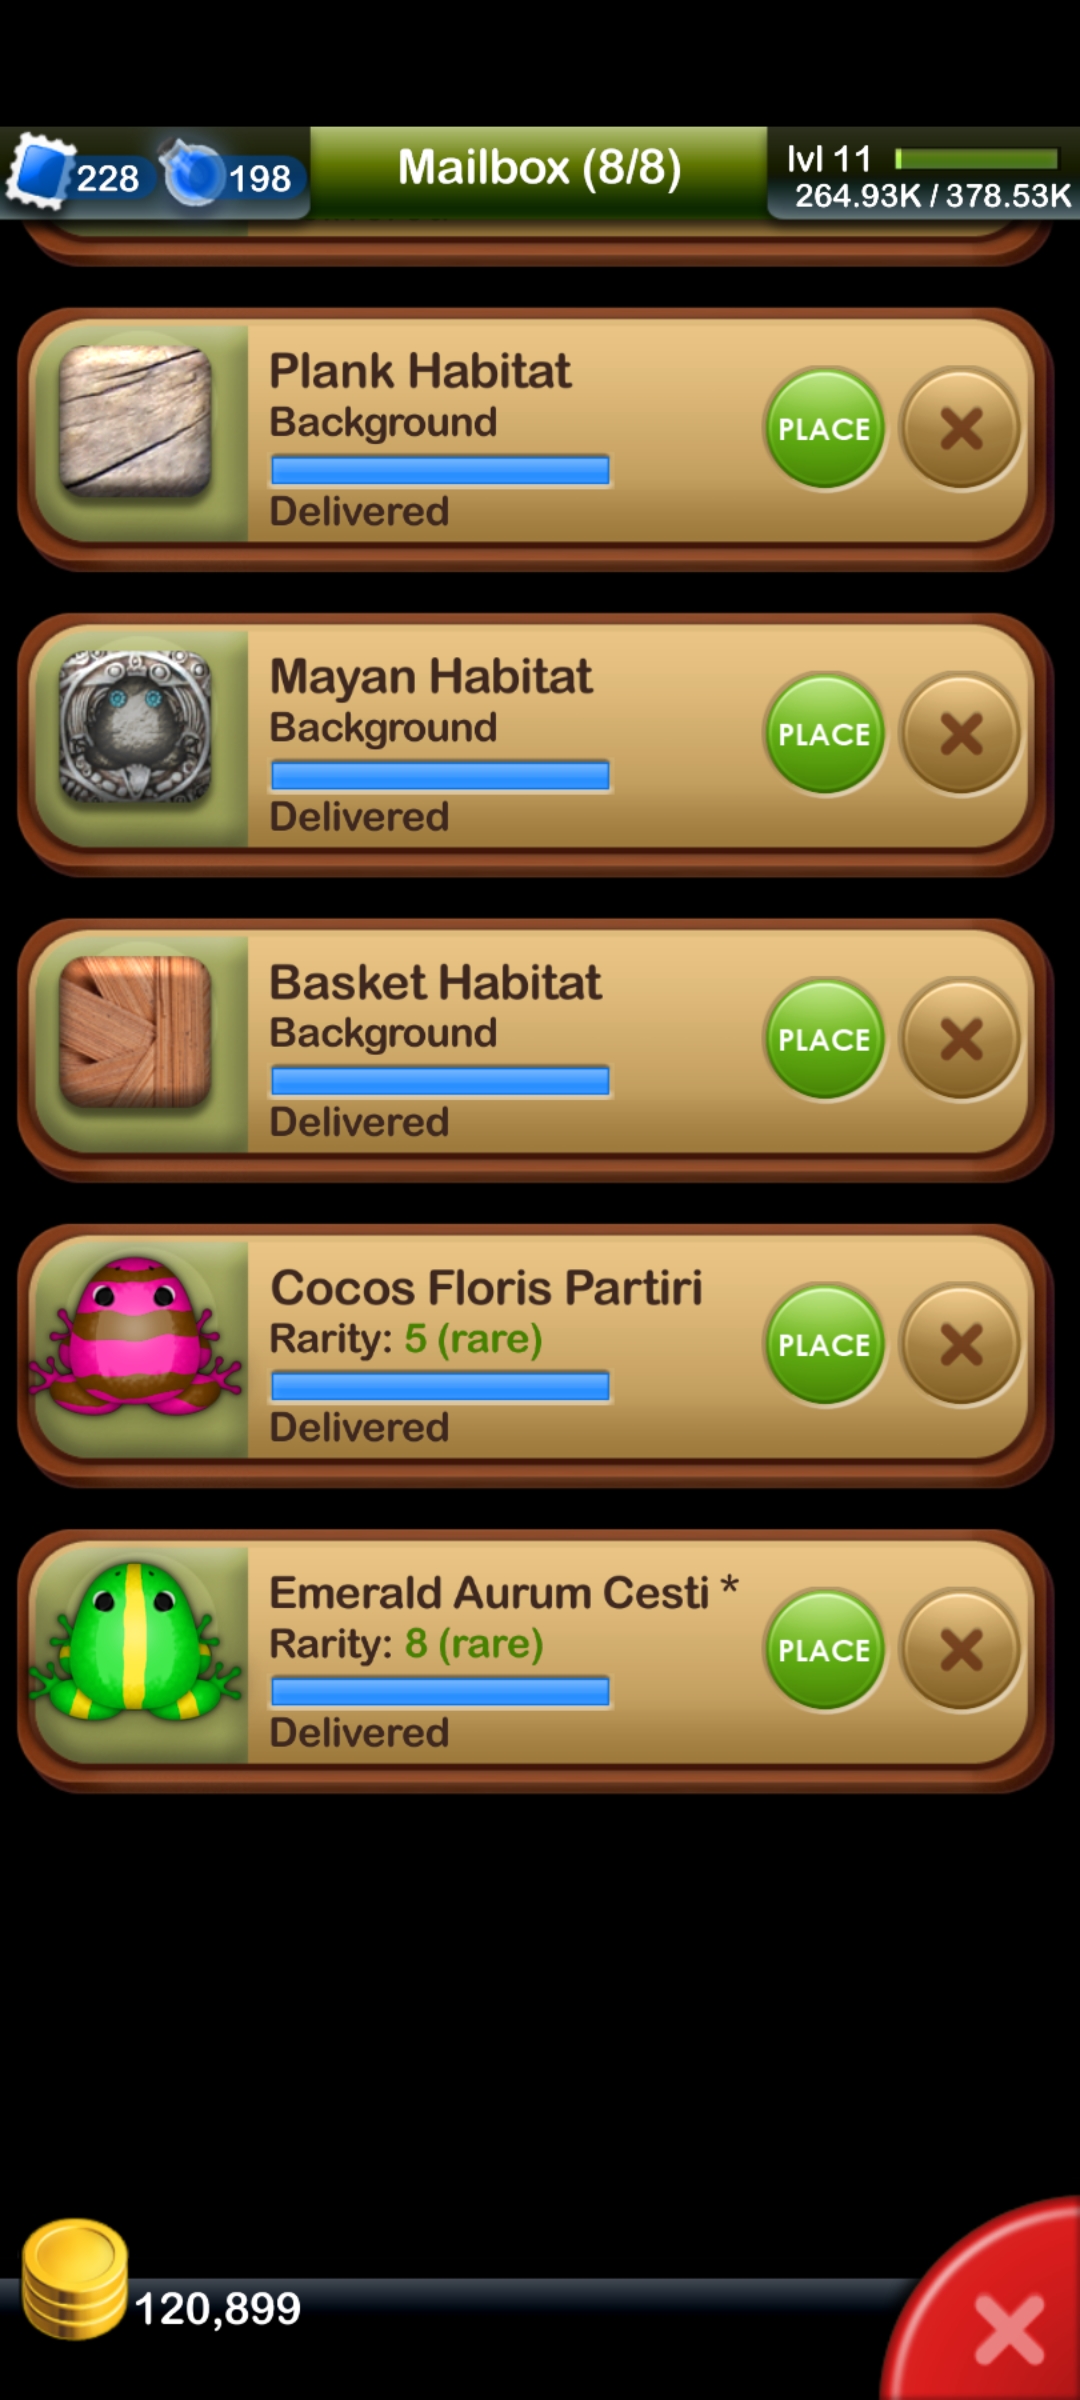 228 198 Mailbox (8/8) lvl 11
264.93K / 378.53K
Plank Habitat
Background
PLACE
Delivered
Mayan Habitat
Background
PLACE
Delivered
Basket Habitat
Background
PLACE
Delivered
Cocos Floris Partiri
Rarity: 5 (rare)
PLACE
Delivered
Emerald Aurum Cesti *
Rarity: 8 (rare)
PLACE
Delivered
120,899